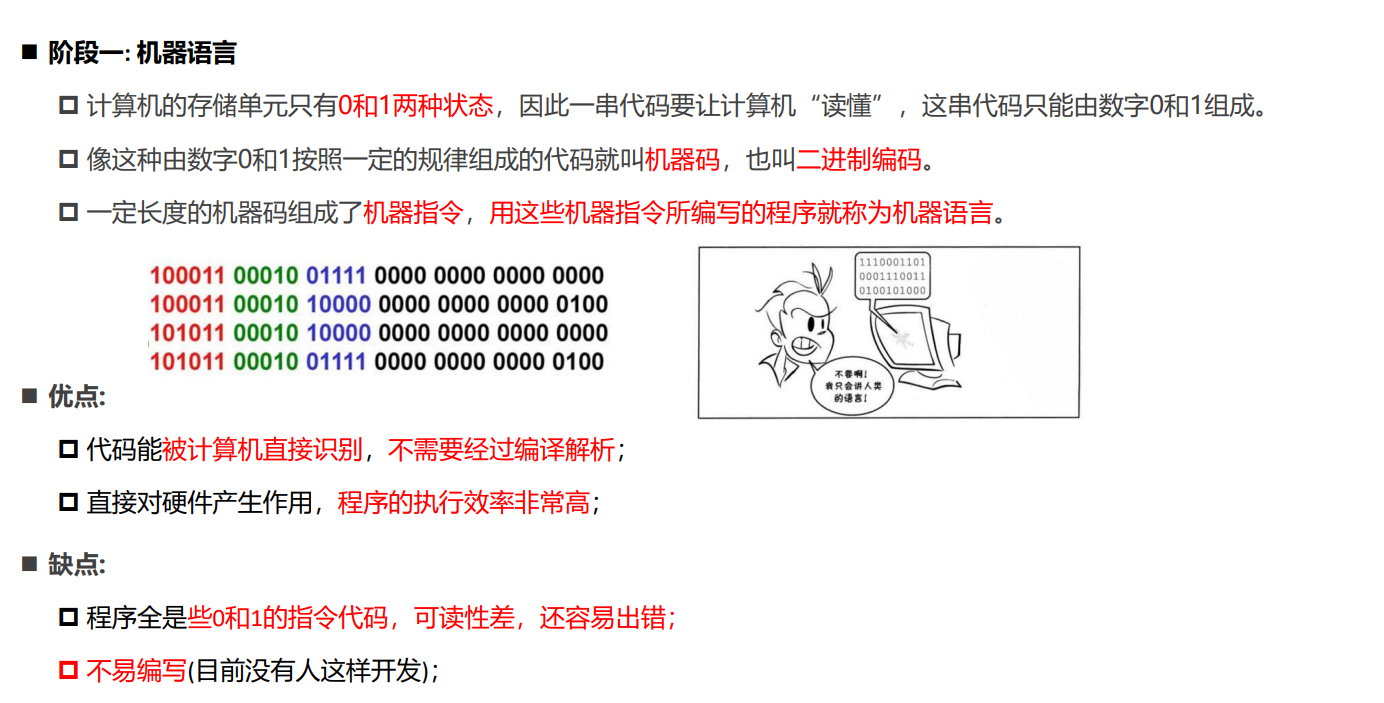 ■ 阶段一: 机器语言
计算机的存储单元只有0和1两种状态，因此一串代码要让计算机“读懂”，这串代码只能由数字0和1组成。
像这种由数字0和1按照一定的规律组成的代码就叫机器码，也叫二进制编码。
一定长度的机器码组成了机器指令，用这些机器指令所编写的程序就称为机器语言。
100011 00010 01111 0000 0000 0000 0000
100011 00010 10000 0000 0000 0000 0100
101011 00010 10000 0000 0000 0000 0000
101011 00010 01111 0000 0000 0000 0100
1110001101
0001110011
0100101000
不要啊!
我只会讲人类
的语言!
■ 优点:
代码能被计算机直接识别，不需要经过编译解析；
直接对硬件产生作用，程序的执行效率非常高；
■ 缺点:
程序全是些0和1的指令代码，可读性差，还容易出错；
不易编写(目前没有人这样开发)；